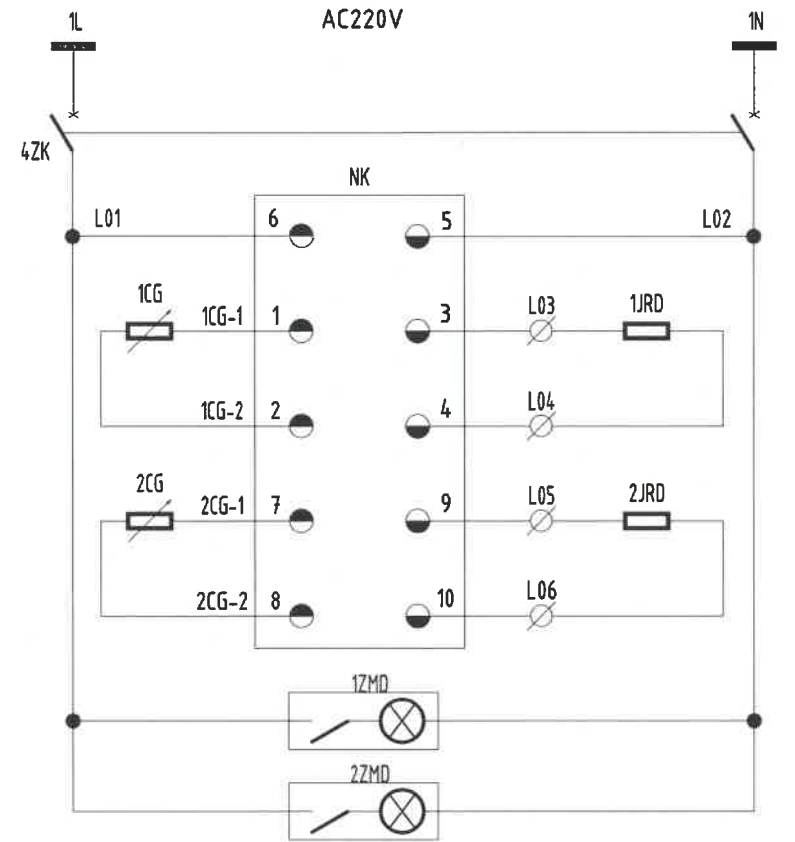 1L AC220V 1N
4ZK
NK
L01 6 5 L02
1CG 1CG-1 1 3 L03 1JRD
1CG-2 2 4 L04
2CG 2CG-1 7 9 L05 2JRD
2CG-2 8 10 L06
1ZMD
2ZMD